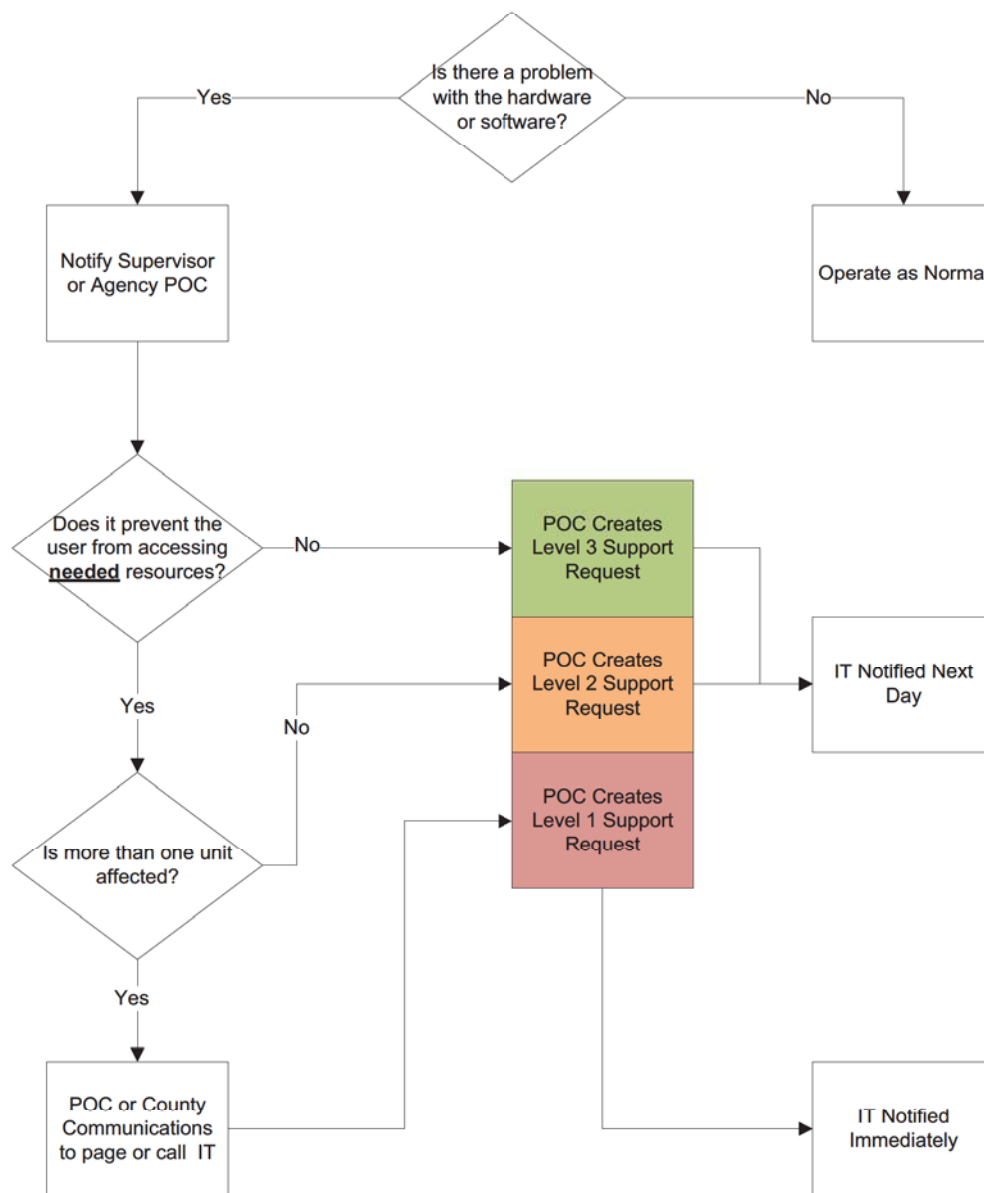 Is there a problem
with the hardware
or software?
Yes
No
Notify Supervisor
or Agency POC
Operate as Norma
Does it prevent the
user from accessing
needed resources?
No
POC Creates
Level 3 Support
Request
POC Creates
Level 2 Support
Request
IT Notified Next
Day
Yes
No
POC Creates
Level 1 Support
Request
Is more than one unit
affected?
Yes
POC or County
Communications
to page or call IT
IT Notified
Immediately